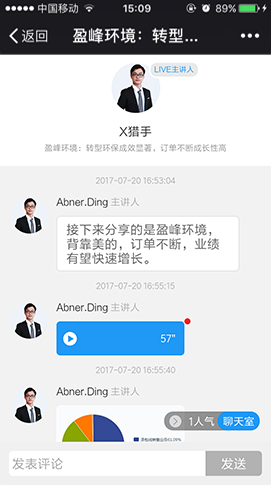 中国移动
15:09
89%
返回
盈峰环境：转型...
LIVE主讲人
X猎手
盈峰环境：转型环保成效显著，订单不断成长性高
2017-07-20 16:53:04
Abner.Ding 主讲人
接下来分享的是盈峰环境，
背靠美的，订单不断，业绩
有望快速增长。
2017-07-20 16:55:15
Abner.Ding 主讲人
57"
2017-07-20 16:55:40
Abner.Ding 主讲人
1人气
聊天室
发表评论
发送